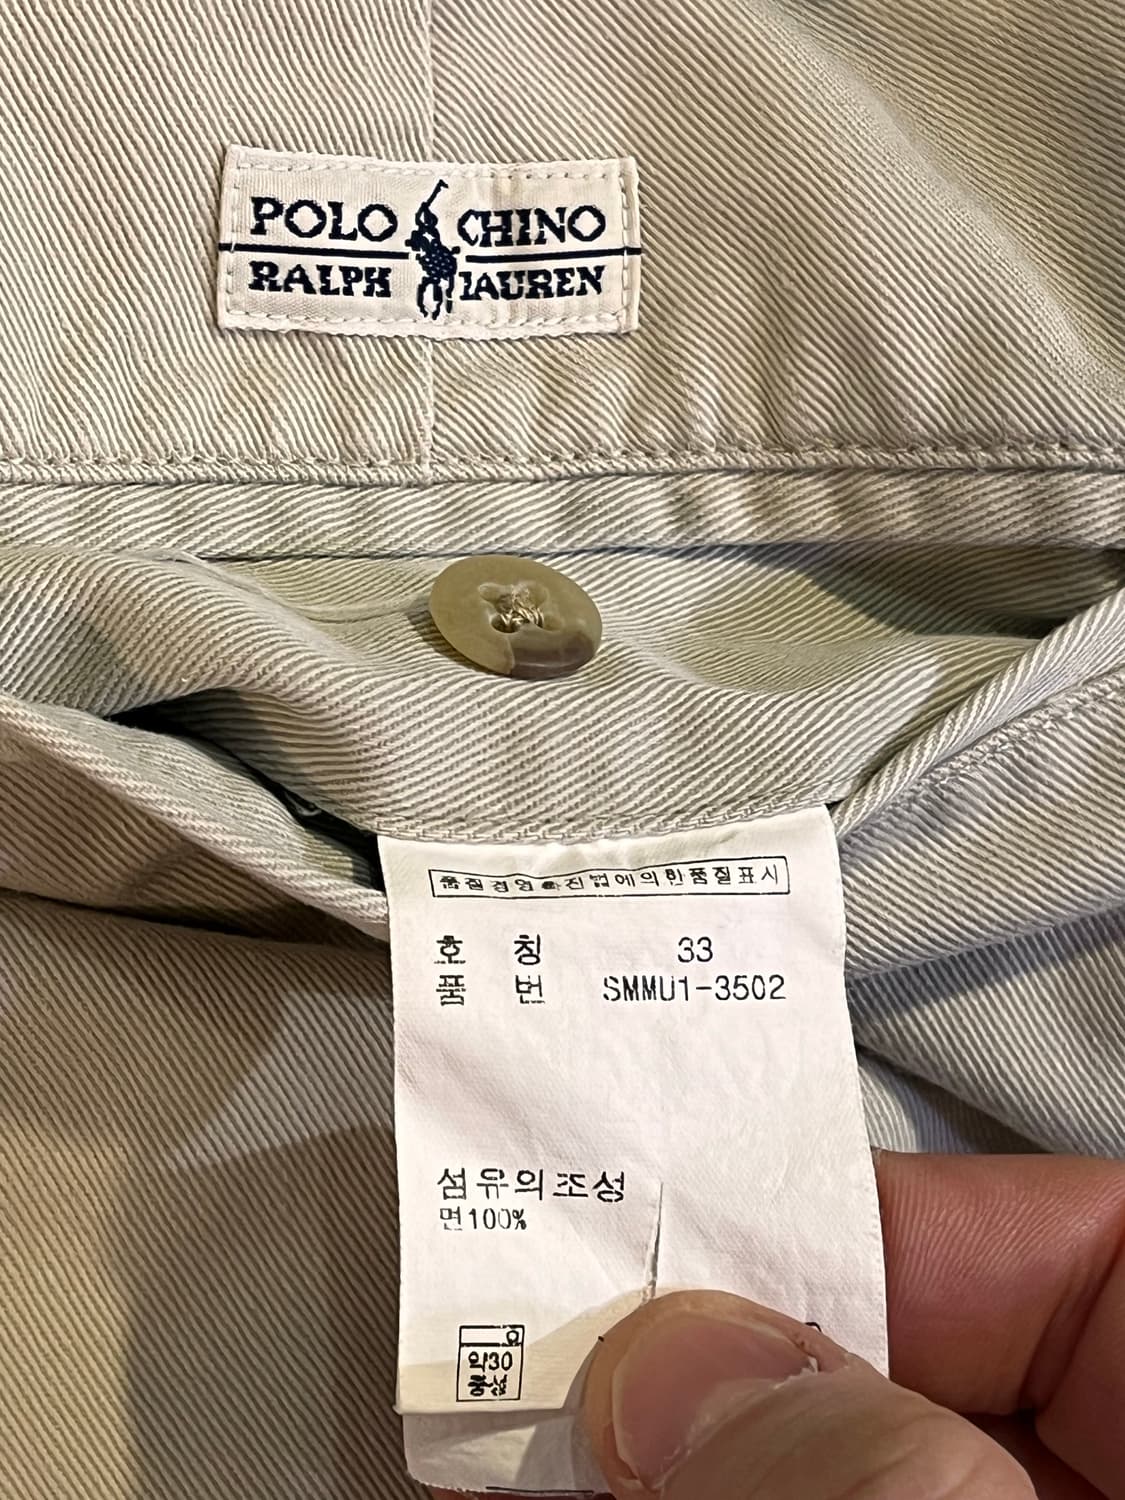 POLO CHINO
RALPH LAUREN
품질경영촉진법에의한품질표시
호 칭 33
품 번 SMMU1-3502
섬유의조성
면100%
약30
중성